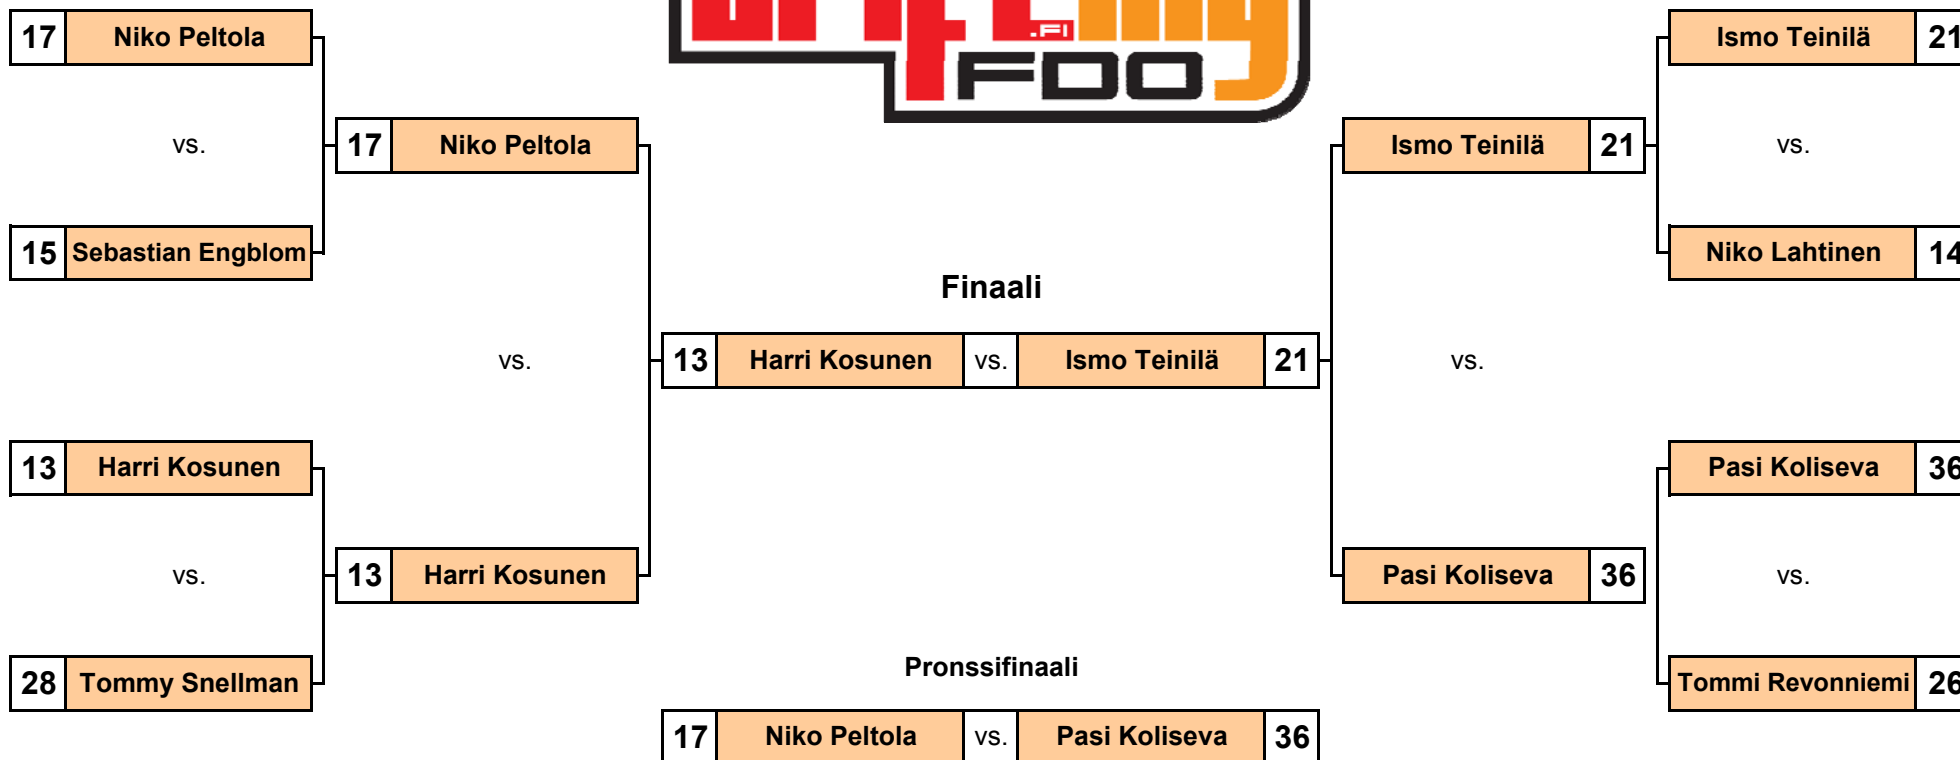 .FI
FDO
17 Niko Peltola
vs.
15 Sebastian Engblom
13 Harri Kosunen
vs.
28 Tommy Snellman
17 Niko Peltola
vs.
13 Harri Kosunen
Finaali
13 Harri Kosunen vs. Ismo Teinilä 21
Pronssifinaali
17 Niko Peltola vs. Pasi Koliseva 36
Ismo Teinilä 21
vs.
Pasi Koliseva 36
Ismo Teinilä 21
vs.
Niko Lahtinen 14
Pasi Koliseva 36
vs.
Tommi Revonniemi 26